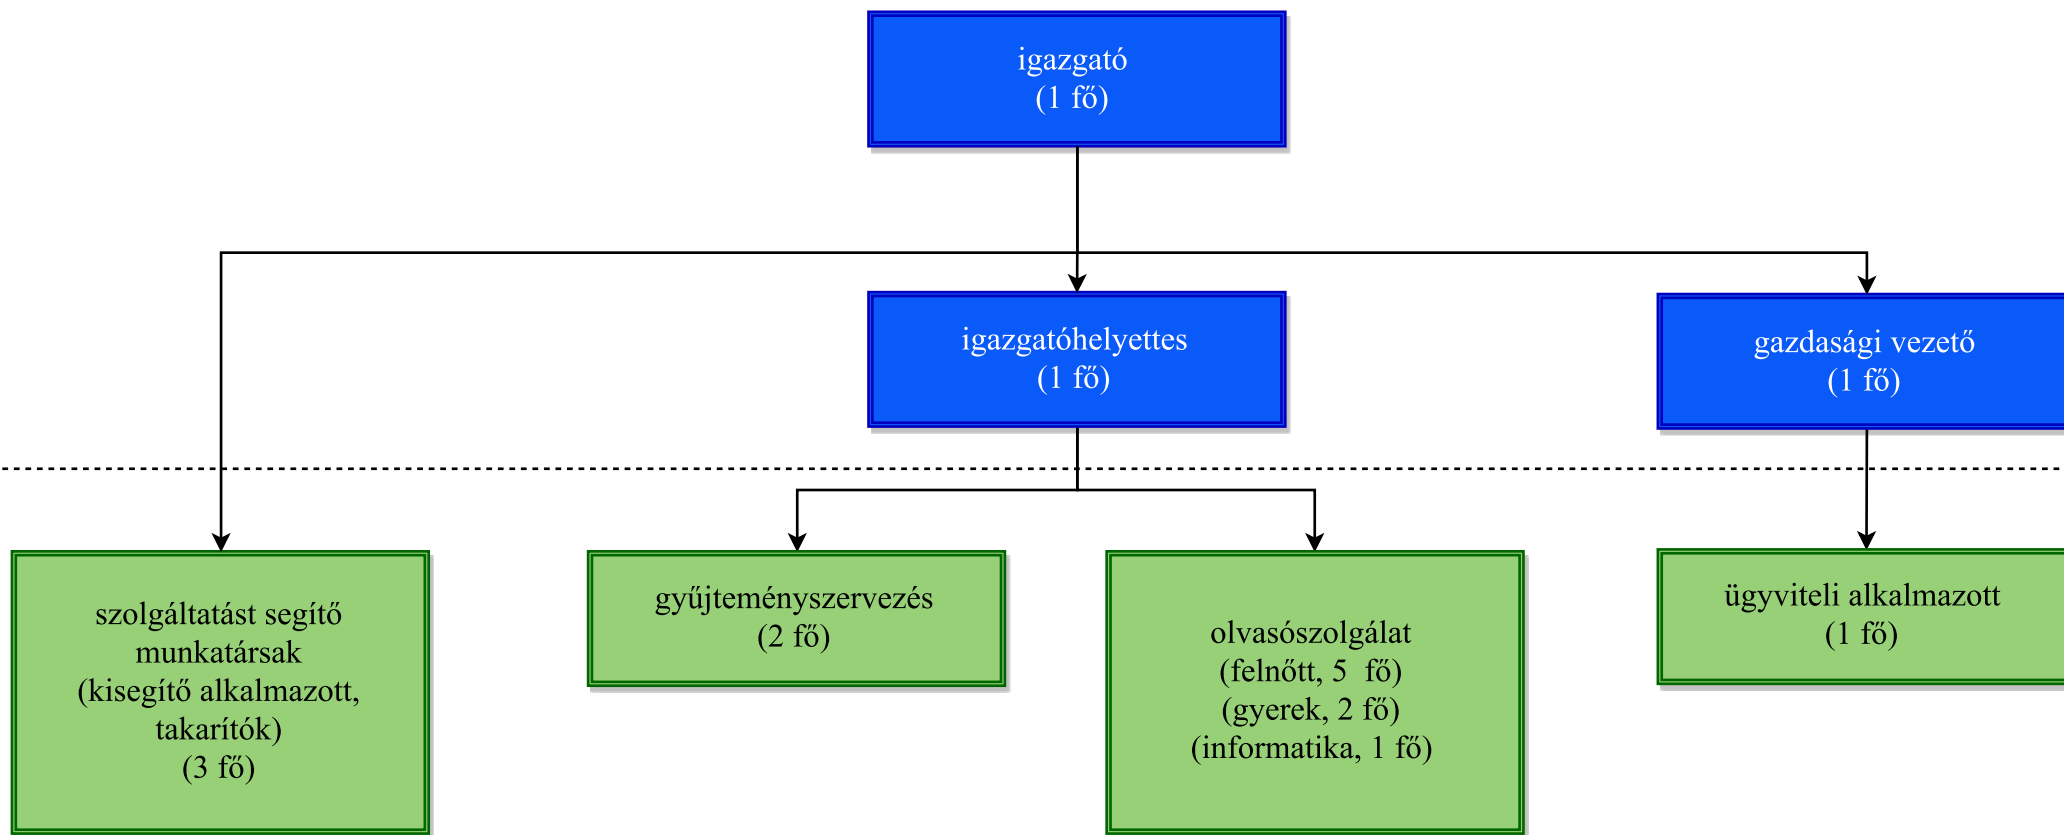 igazgató
(1 fő)
igazgatóhelyettes
(1 fő)
gazdasági vezető
(1 fő)
szolgáltatást segítő
munkatársak
(kisegítő alkalmazott,
takarítók)
(3 fő)
gyűjteményszervezés
(2 fő)
olvasószolgálat
(felnőtt, 5  fő)
(gyerek, 2 fő)
(informatika, 1 fő)
ügyviteli alkalmazott
(1 fő)